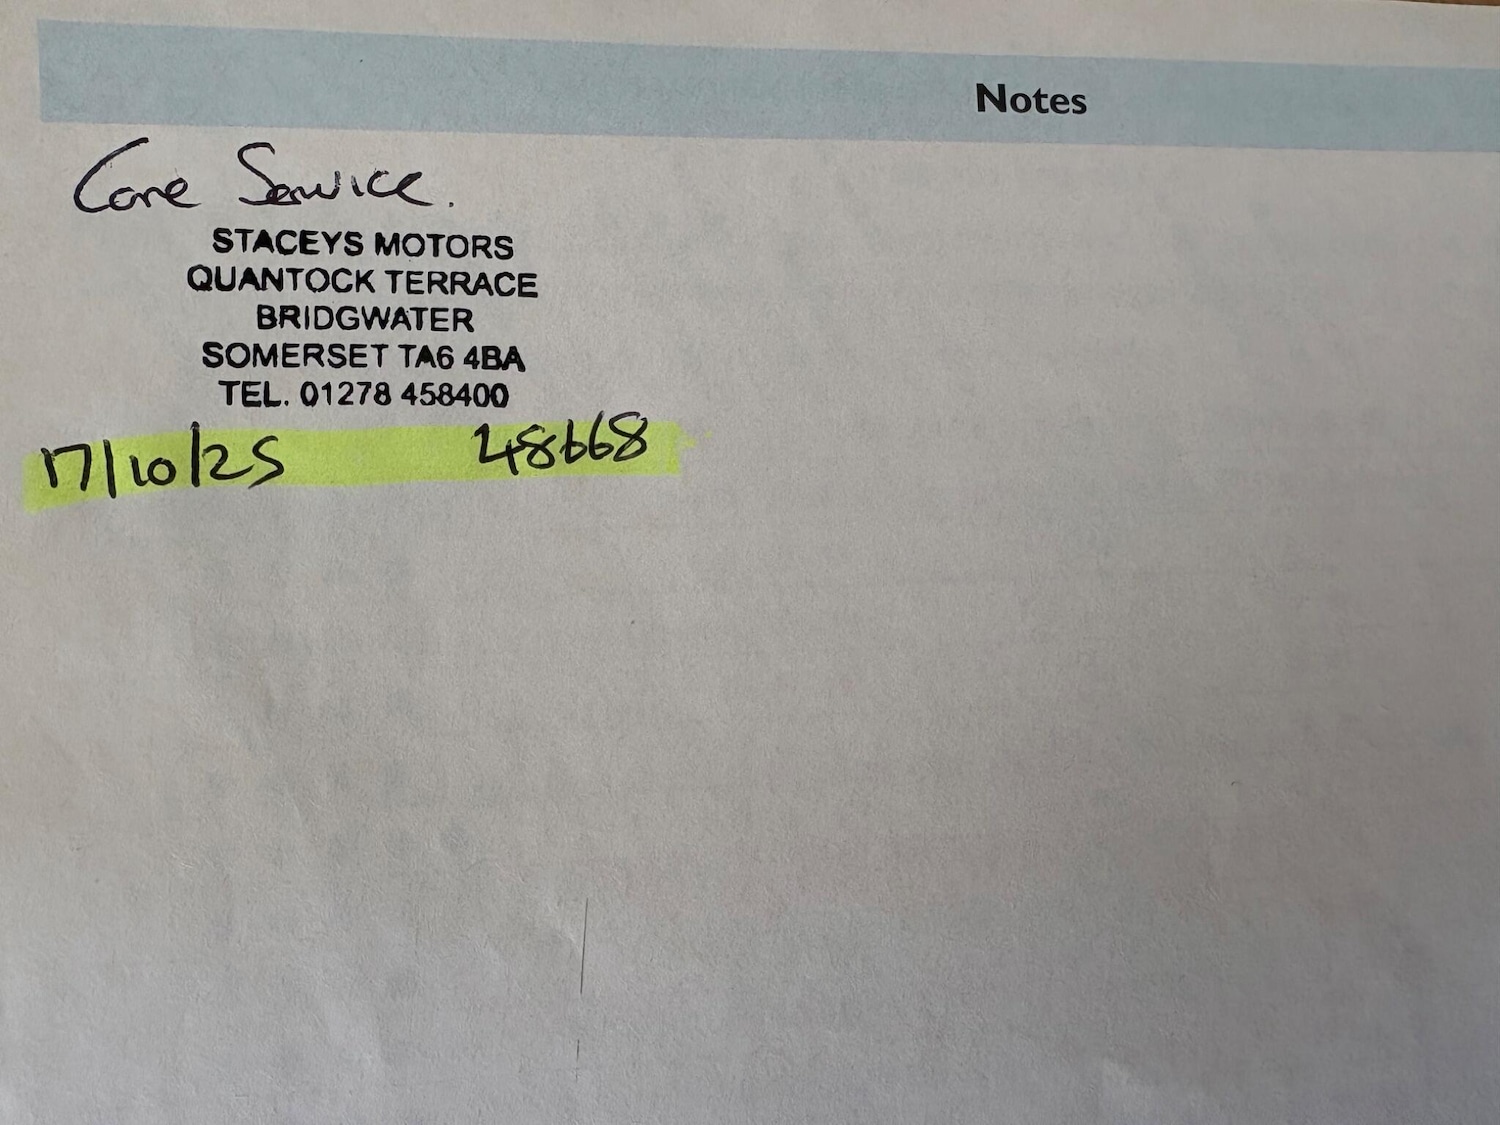 Notes
Core Service.
STACEYS MOTORS
QUANTOCK TERRACE
BRIDGWATER
SOMERSET TA6 4BA
TEL. 01278 458400
17/10/25 48668